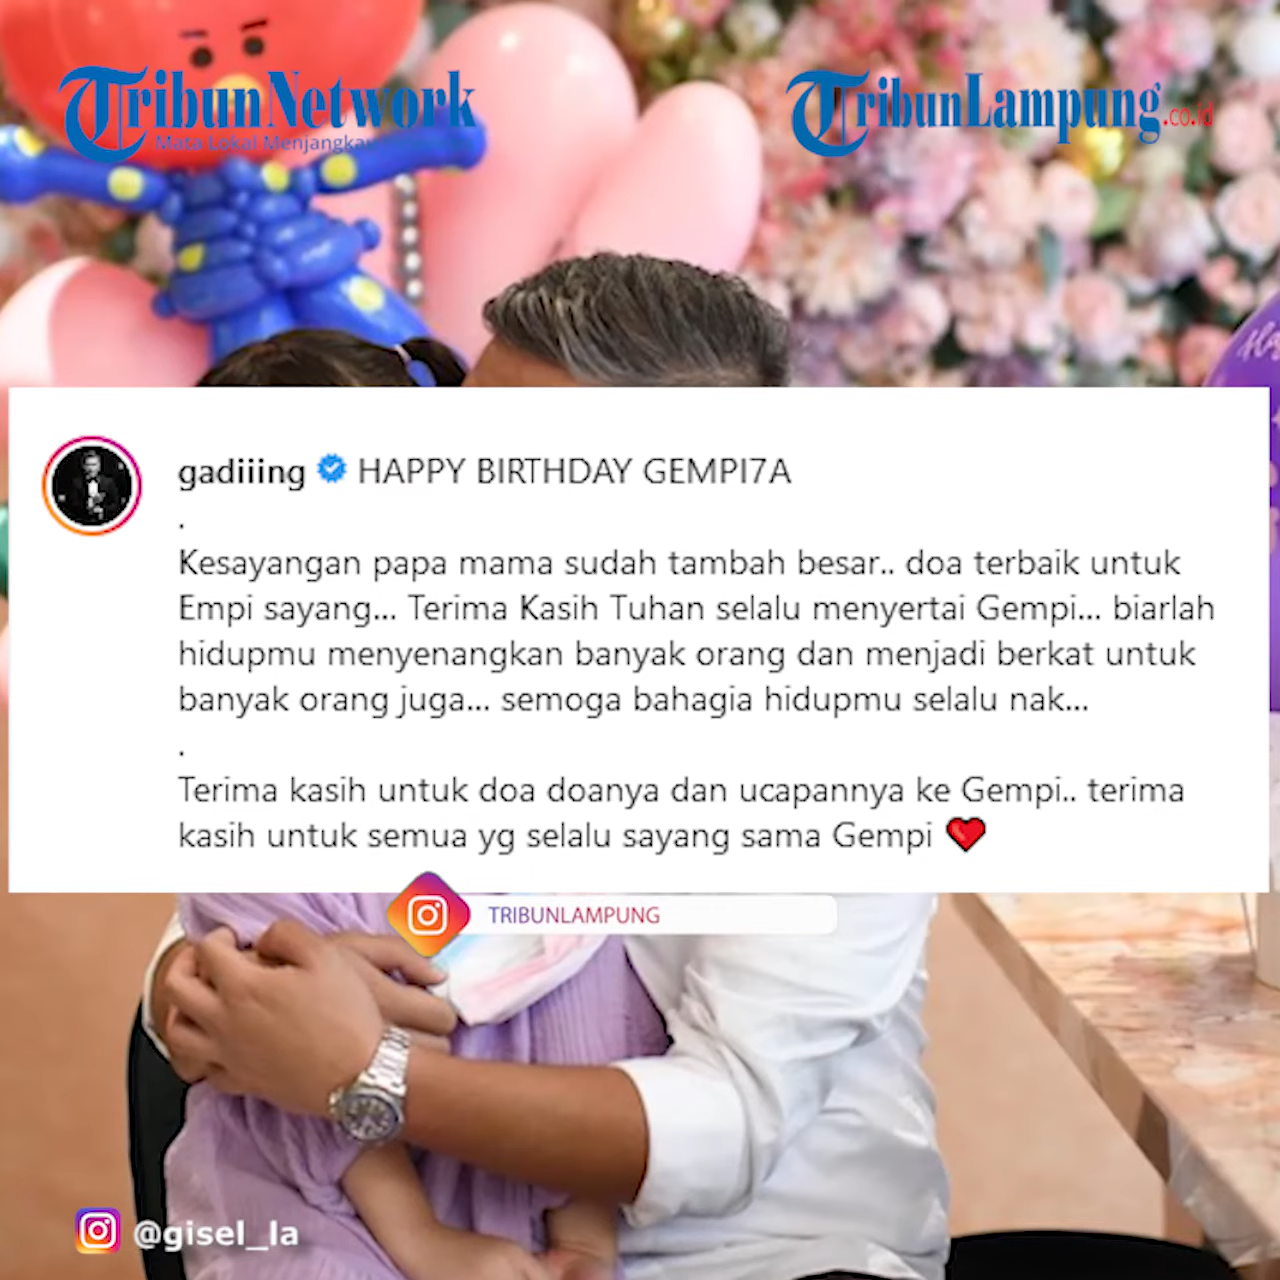 TribunNetwork
Mata Lokal Menjangkau
TribunLampung.co.id
gadiiing HAPPY BIRTHDAY GEMPI7A
.
Kesayangan papa mama sudah tambah besar.. doa terbaik untuk
Empi sayang... Terima Kasih Tuhan selalu menyertai Gempi... biarlah
hidupmu menyenangkan banyak orang dan menjadi berkat untuk
banyak orang juga... semoga bahagia hidupmu selalu nak...
.
Terima kasih untuk doa doanya dan ucapannya ke Gempi.. terima
kasih untuk semua yg selalu sayang sama Gempi ❤
TRIBUNLAMPUNG
@gisel_la